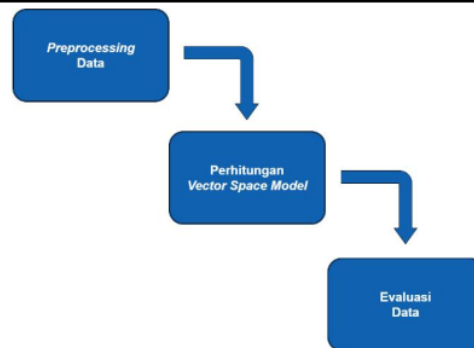 Preprocessing
Data
Perhitungan
Vector Space Model
Evaluasi
Data